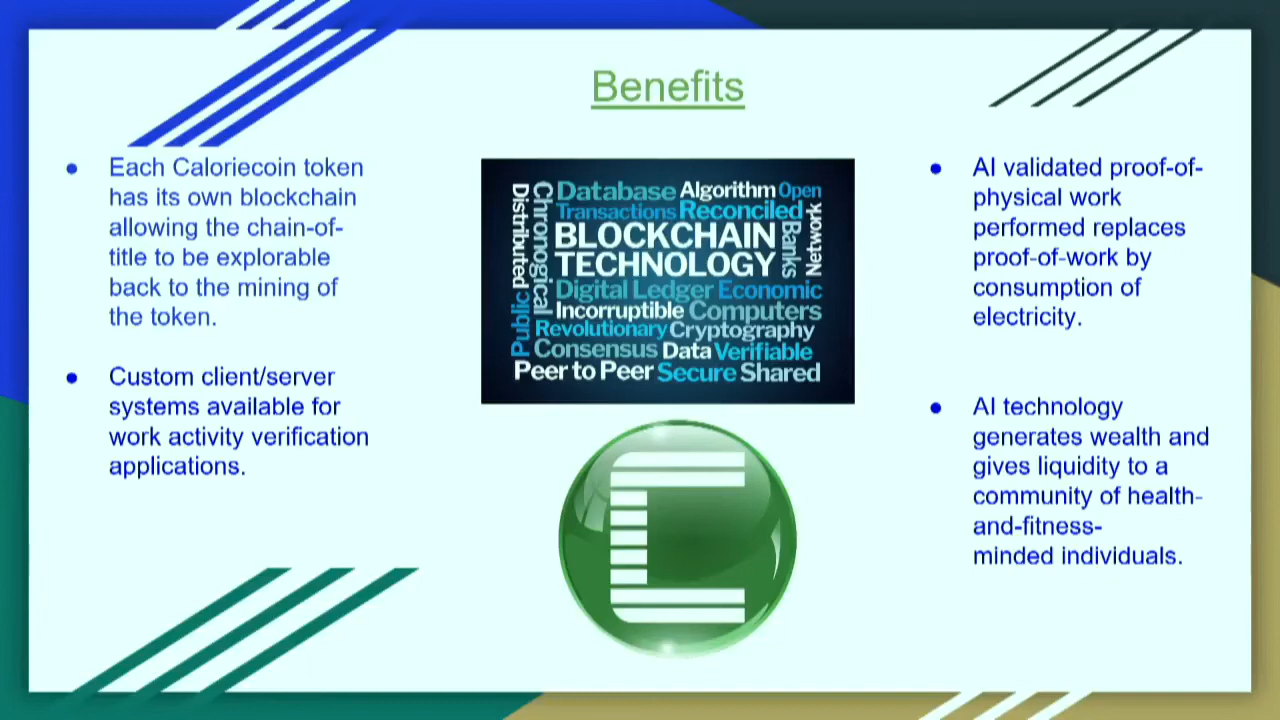 Benefits
● Each Caloriecoin token
has its own blockchain
allowing the chain-of-
title to be explorable
back to the mining of
the token.
● Custom client/server
systems available for
work activity verification
applications.
Distributed
Public
Chronological
Database Algorithm Open
Transactions Reconciled
BLOCKCHAIN
TECHNOLOGY
Banks
Network
Digital Ledger Economic
Incorruptible Computers
Revolutionary Cryptography
Consensus Data Verifiable
Peer to Peer Secure Shared
C
● AI validated proof-of-
physical work
performed replaces
proof-of-work by
consumption of
electricity.
● AI technology
generates wealth and
gives liquidity to a
community of health-
and-fitness-
minded individuals.